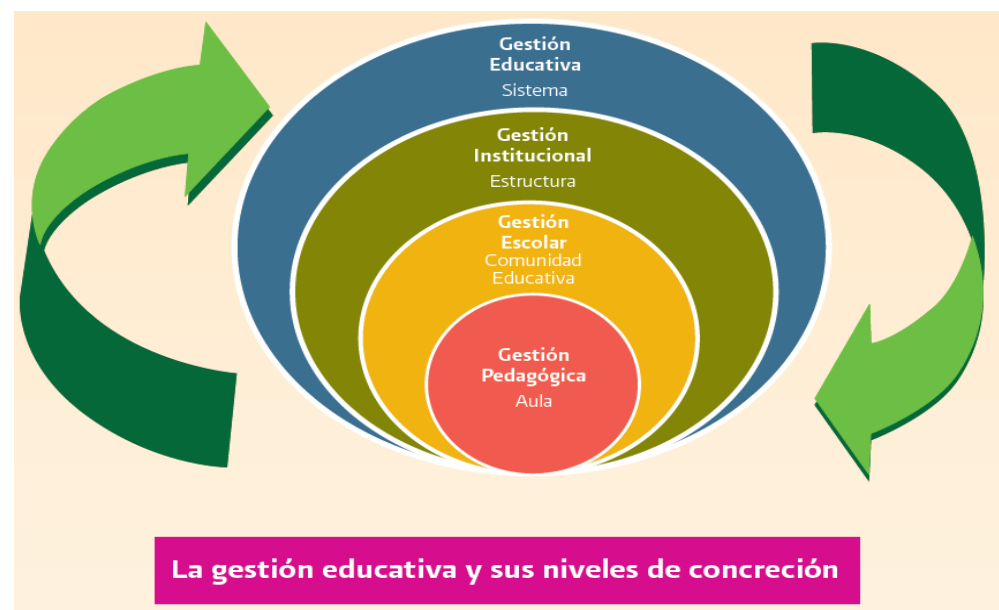 Gestión
Educativa
Sistema
Gestión
Institucional
Estructura
Gestión
Escolar
Comunidad
Educativa
Gestión
Pedagógica
Aula
La gestión educativa y sus niveles de concreción